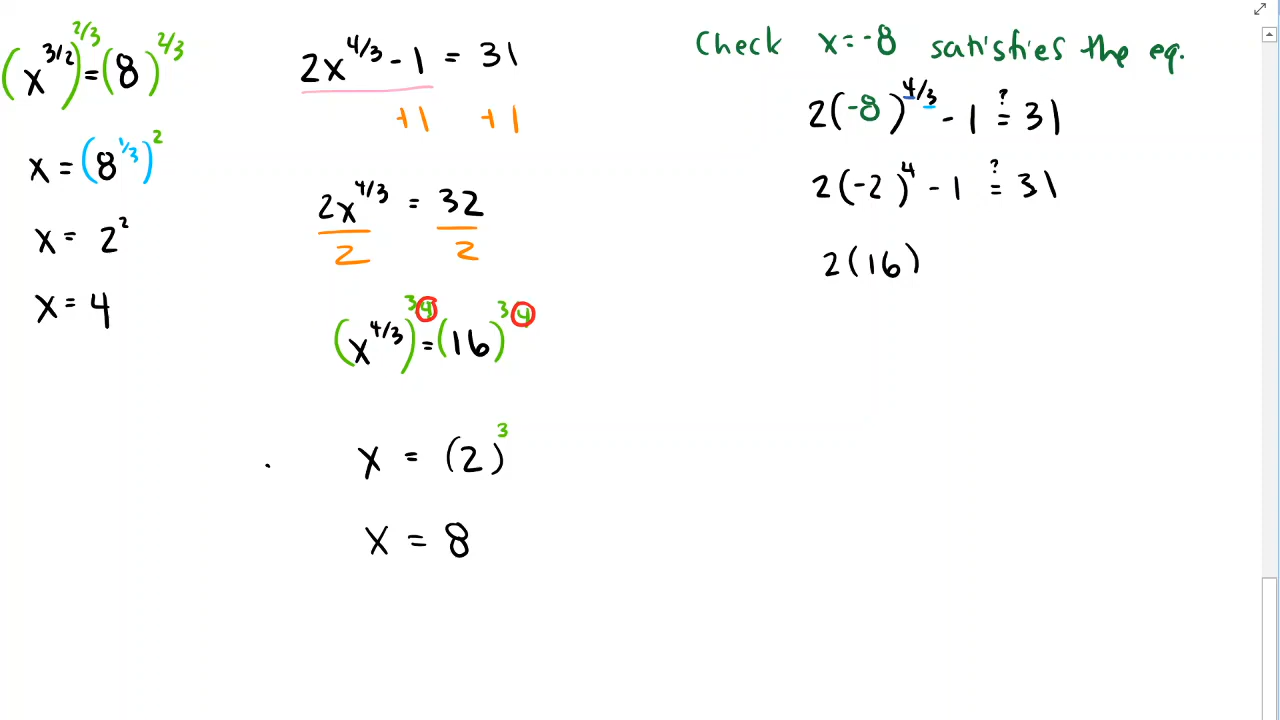 (x^{3/2})^{2/3} = (8)^{2/3}
x = (8^{1/3})^2
x = 2^2
x = 4
2x^{4/3} - 1 = 31
+1 +1
2x^{4/3} = 32
2 2
(x^{4/3})^{3/4} = (16)^{3/4}
x = (2)^3
x = 8
Check x = -8 satisfies the eq.
2(-8)^{4/3} - 1 ?= 31
2(-2)^4 - 1 ?= 31
2(16)